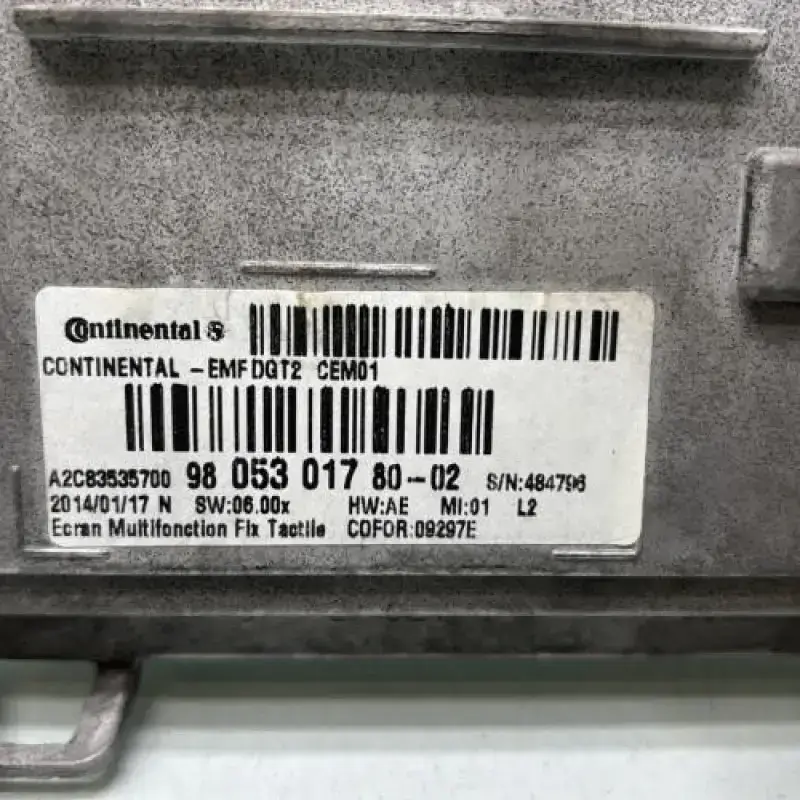 Continental
CONTINENTAL -EMF DGT2 CEM01
A2C83535700 98 053 017 80-02 S/N:484796
2014/01/17 N SW:06.00x HW:AE MI:01 L2
Ecran Multifonction Fix Tactile COFOR:09297E